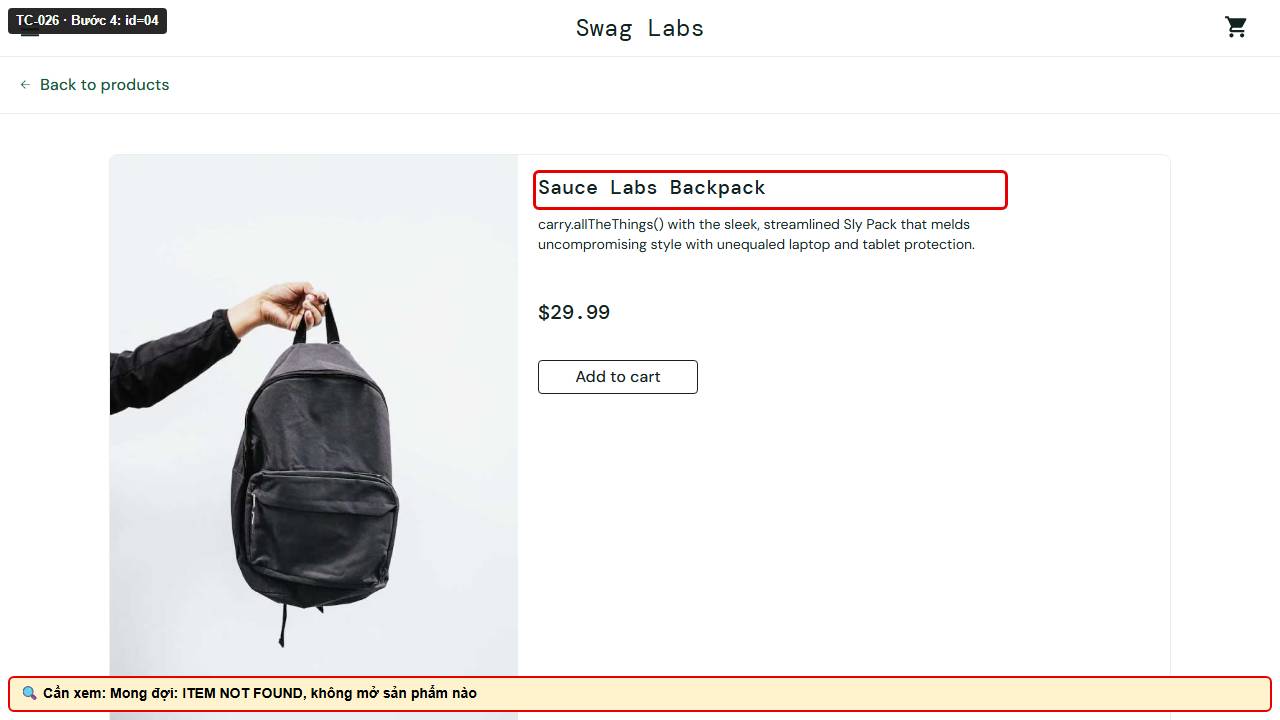 TC-026 · Bước 4: id=04
Swag Labs
Back to products
Sauce Labs Backpack
carry.allTheThings() with the sleek, streamlined Sly Pack that melds
uncompromising style with unequaled laptop and tablet protection.
$29.99
Add to cart
Cần xem: Mong đợi: ITEM NOT FOUND, không mở sản phẩm nào